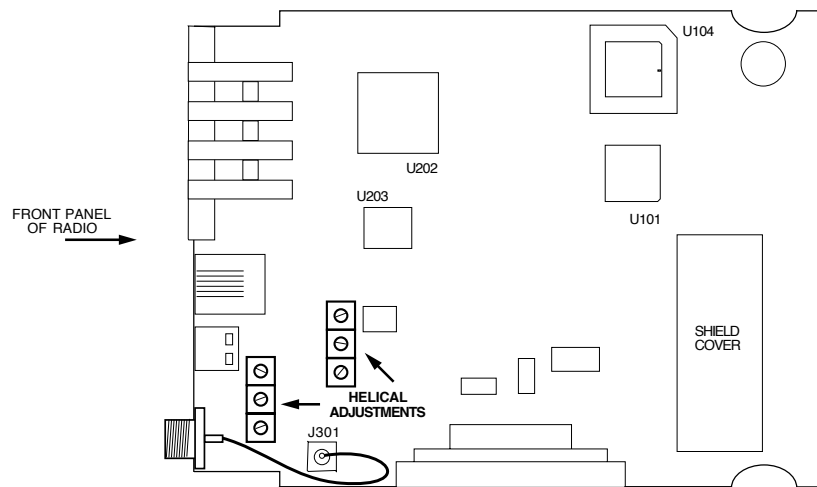 U104
U202
U203
U101
FRONT PANEL
OF RADIO
SHIELD
COVER
HELICAL
ADJUSTMENTS
J301